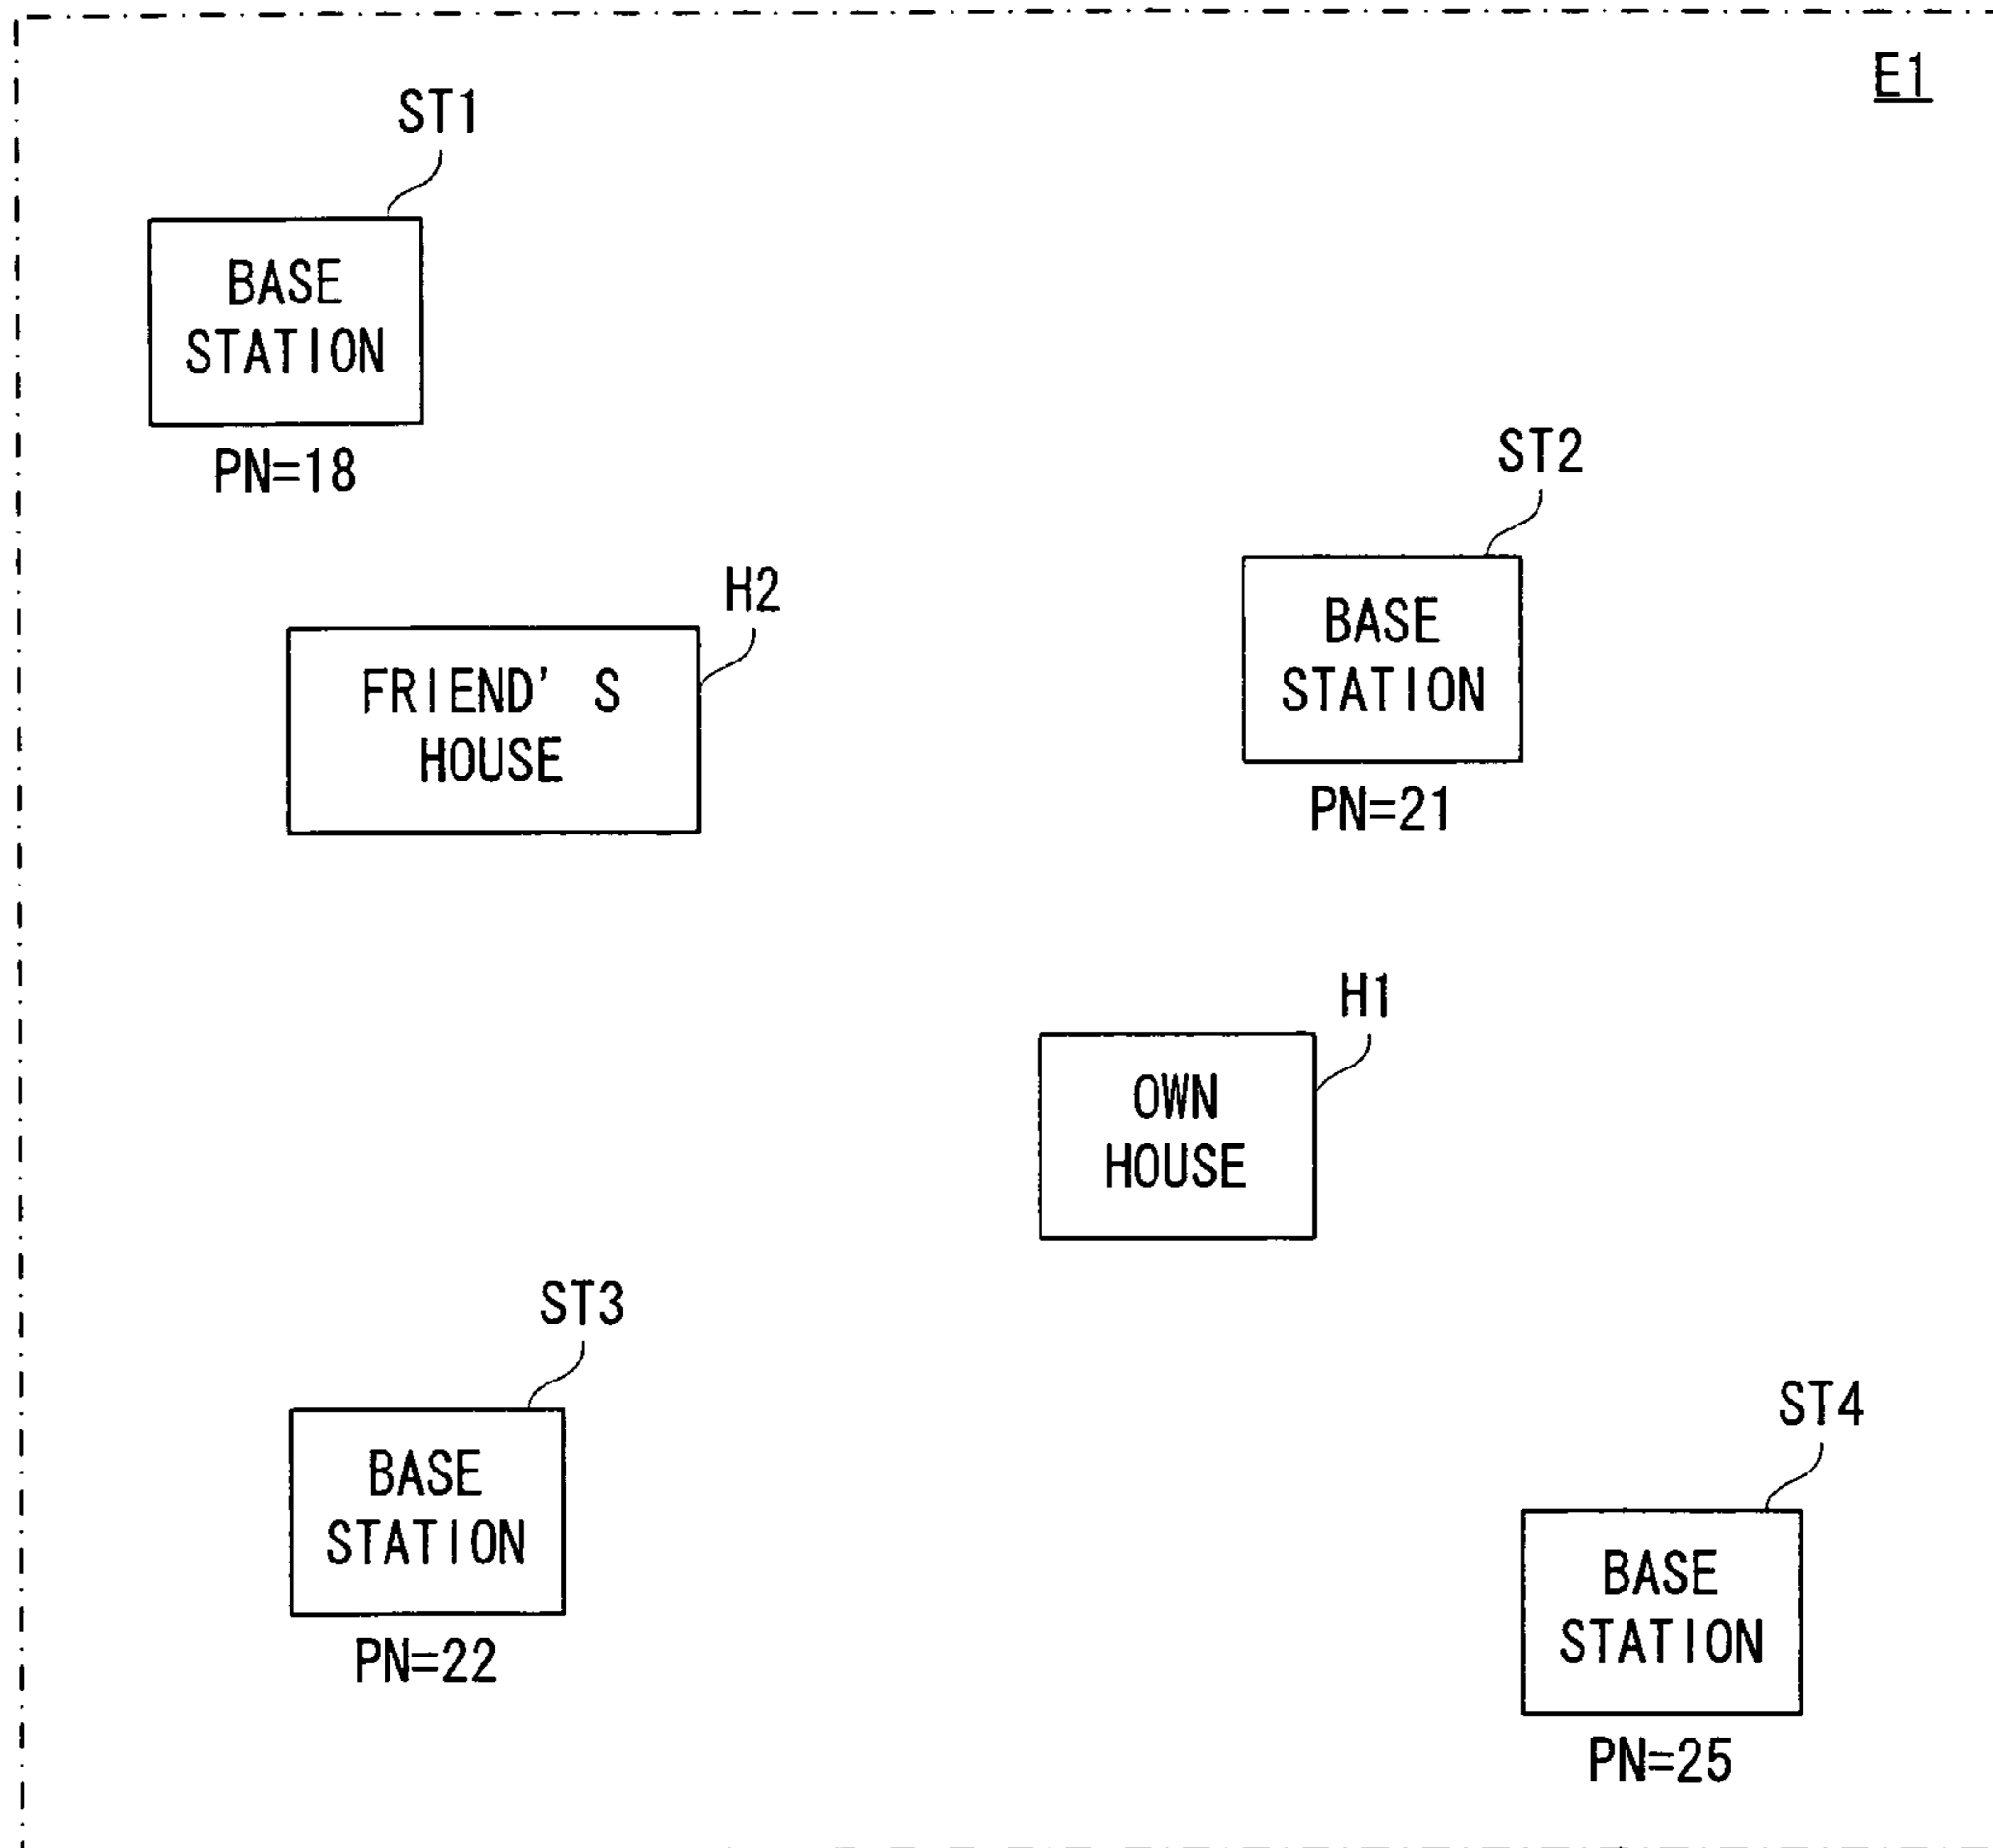 E1
ST1
BASE
STATION
PN=18
ST2
BASE
STATION
PN=21
H2
FRIEND'S
HOUSE
H1
OWN
HOUSE
ST3
BASE
STATION
PN=22
ST4
BASE
STATION
PN=25